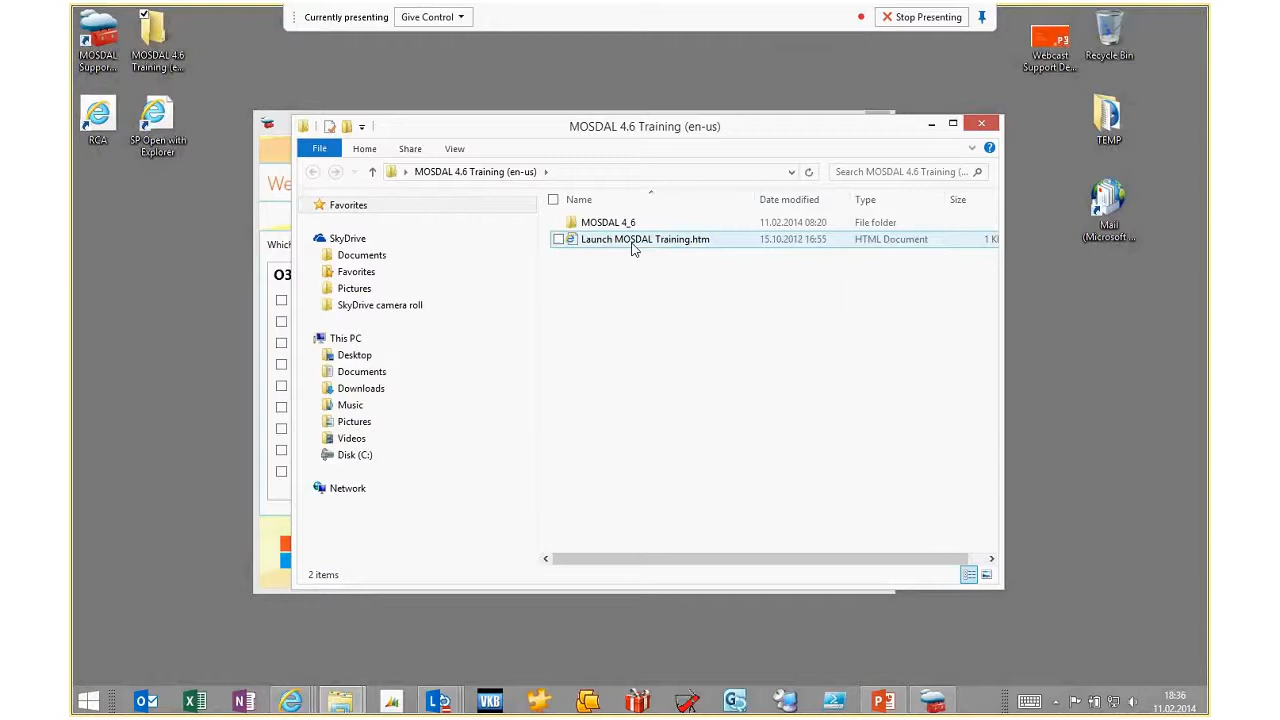 Currently presenting
Give Control
Stop Presenting
MOSDAL
Suppor...
MOSDAL 4.6
Training (e...
Webcast
Support De...
Recycle Bin
RCA
SP Open with
Explorer
TEMP
Mail
(Microsoft ...
MOSDAL 4.6 Training (en-us)
File
Home
Share
View
MOSDAL 4.6 Training (en-us)
Search MOSDAL 4.6 Training (...
We
Which
O3
Favorites
SkyDrive
Documents
Favorites
Pictures
SkyDrive camera roll
This PC
Desktop
Documents
Downloads
Music
Pictures
Videos
Disk (C:)
Network
Name
Date modified
Type
Size
MOSDAL 4_6
11.02.2014 08:20
File folder
Launch MOSDAL Training.htm
15.10.2012 16:55
HTML Document
1 K
2 items
VKB
18:36
11.02.2014